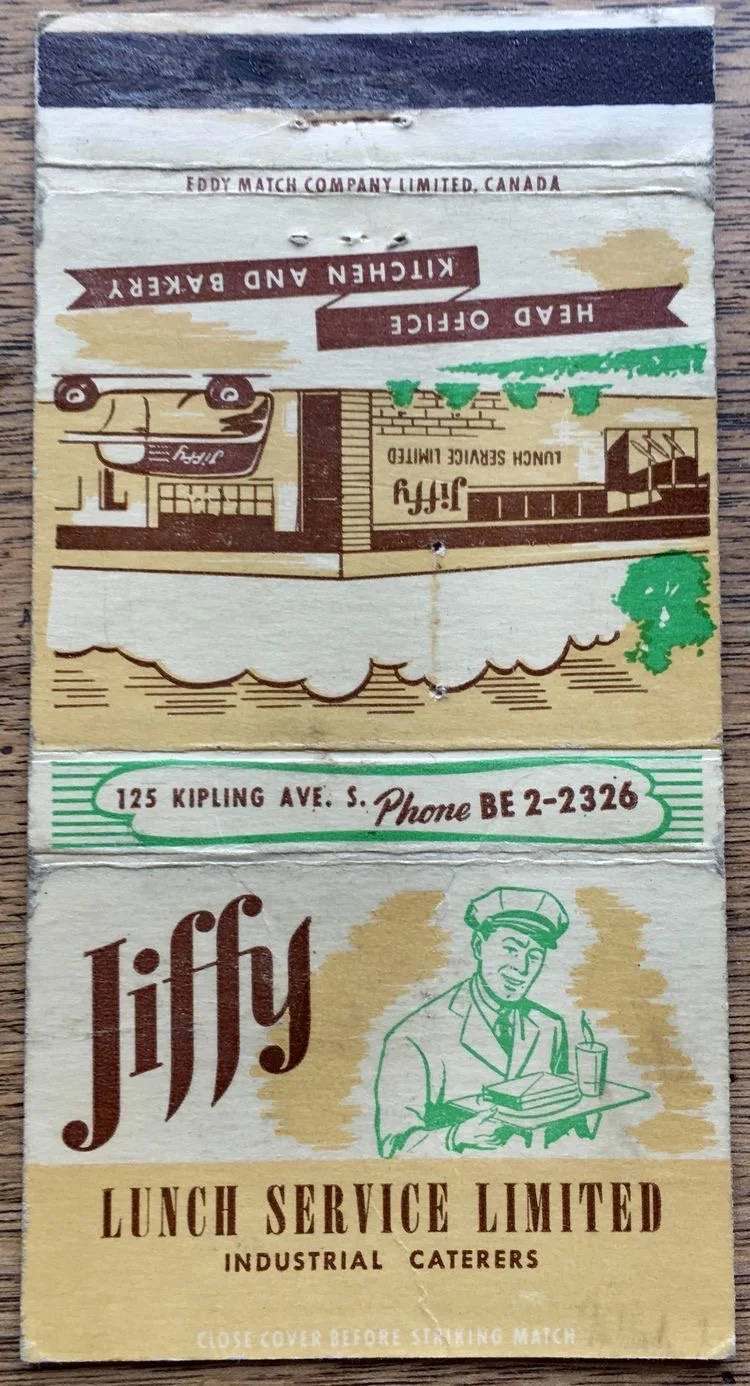 EDDY MATCH COMPANY LIMITED, CANADA
HEAD OFFICE
KITCHEN AND BAKERY
Jiffy
LUNCH SERVICE LIMITED
Jiffy
125 KIPLING AVE. S. Phone BE 2-2326
Jiffy
LUNCH SERVICE LIMITED
INDUSTRIAL CATERERS
CLOSE COVER BEFORE STRIKING MATCH